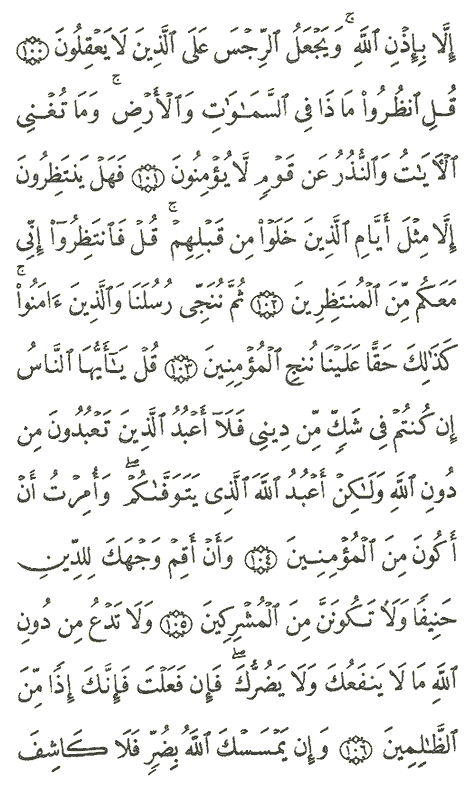 إِلَّا بِإِذْنِ ٱللَّهِ ۚ وَيَجْعَلُ ٱلرِّجْسَ عَلَى ٱلَّذِينَ لَا يَعْقِلُونَ ۝١٠٠
قُلِ ٱنظُرُوا۟ مَاذَا فِى ٱلسَّمَـٰوَٰتِ وَٱلْأَرْضِ ۚ وَمَا تُغْنِى
ٱلْـَٔايَـٰتُ وَٱلنُّذُرُ عَن قَوْمٍ لَّا يُؤْمِنُونَ ۝١٠١ فَهَلْ يَنتَظِرُونَ
إِلَّا مِثْلَ أَيَّامِ ٱلَّذِينَ خَلَوْا۟ مِن قَبْلِهِمْ ۚ قُلْ فَٱنتَظِرُوٓا۟ إِنِّى
مَعَكُم مِّنَ ٱلْمُنتَظِرِينَ ۝١٠٢ ثُمَّ نُنَجِّى رُسُلَنَا وَٱلَّذِينَ ءَامَنُوا۟ ۚ
كَذَٰلِكَ حَقًّا عَلَيْنَا نُنجِ ٱلْمُؤْمِنِينَ ۝١٠٣ قُلْ يَـٰٓأَيُّهَا ٱلنَّاسُ
إِن كُنتُمْ فِى شَكٍّ مِّن دِينِى فَلَآ أَعْبُدُ ٱلَّذِينَ تَعْبُدُونَ مِن
دُونِ ٱللَّهِ وَلَـٰكِنْ أَعْبُدُ ٱللَّهَ ٱلَّذِى يَتَوَفَّىٰكُمْ ۖ وَأُمِرْتُ أَنْ
أَكُونَ مِنَ ٱلْمُؤْمِنِينَ ۝١٠٤ وَأَنْ أَقِمْ وَجْهَكَ لِلدِّينِ
حَنِيفًا وَلَا تَكُونَنَّ مِنَ ٱلْمُشْرِكِينَ ۝١٠٥ وَلَا تَدْعُ مِن دُونِ
ٱللَّهِ مَا لَا يَنفَعُكَ وَلَا يَضُرُّكَ ۖ فَإِن فَعَلْتَ فَإِنَّكَ إِذًا مِّنَ
ٱلظَّـٰلِمِينَ ۝١٠٦ وَإِن يَمْسَسْكَ ٱللَّهُ بِضُرٍّ فَلَا كَاشِفَ